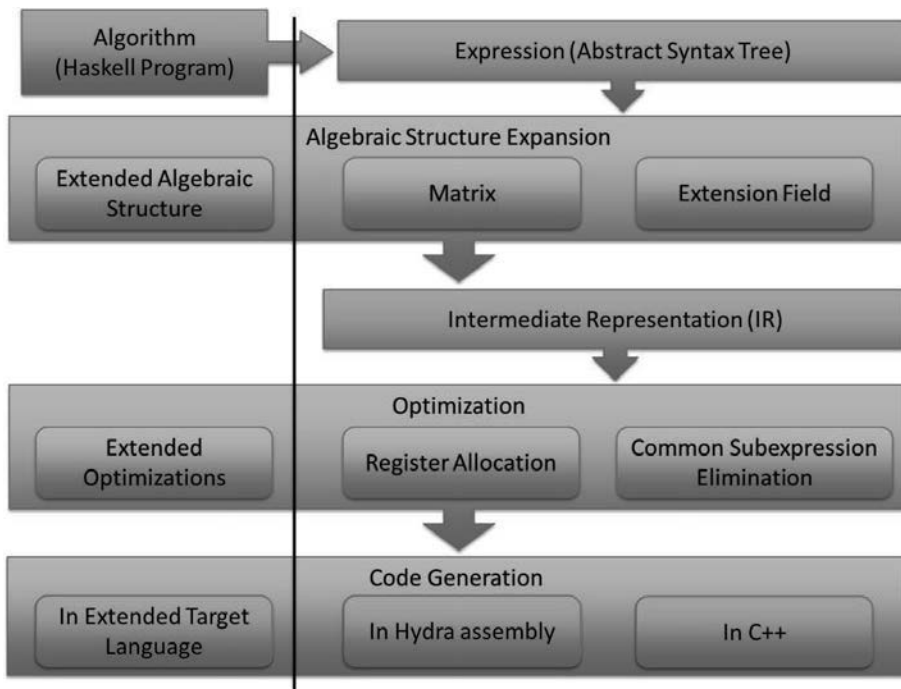 Algorithm
(Haskell Program)
Expression (Abstract Syntax Tree)
Algebraic Structure Expansion
Extended Algebraic
Structure
Matrix
Extension Field
Intermediate Representation (IR)
Optimization
Extended
Optimizations
Register Allocation
Common Subexpression
Elimination
Code Generation
In Extended Target
Language
In Hydra assembly
In C++